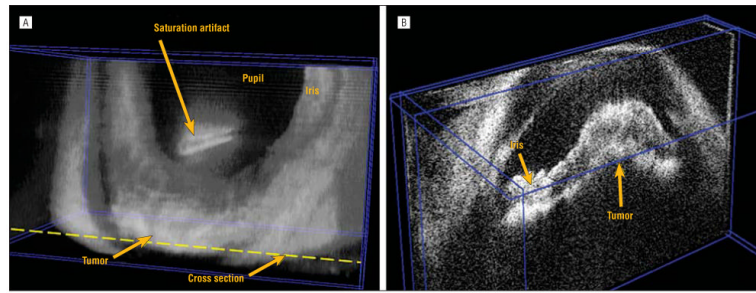 A
Saturation artifact
Pupil
Iris
Tumor
Cross section
B
Iris
Tumor